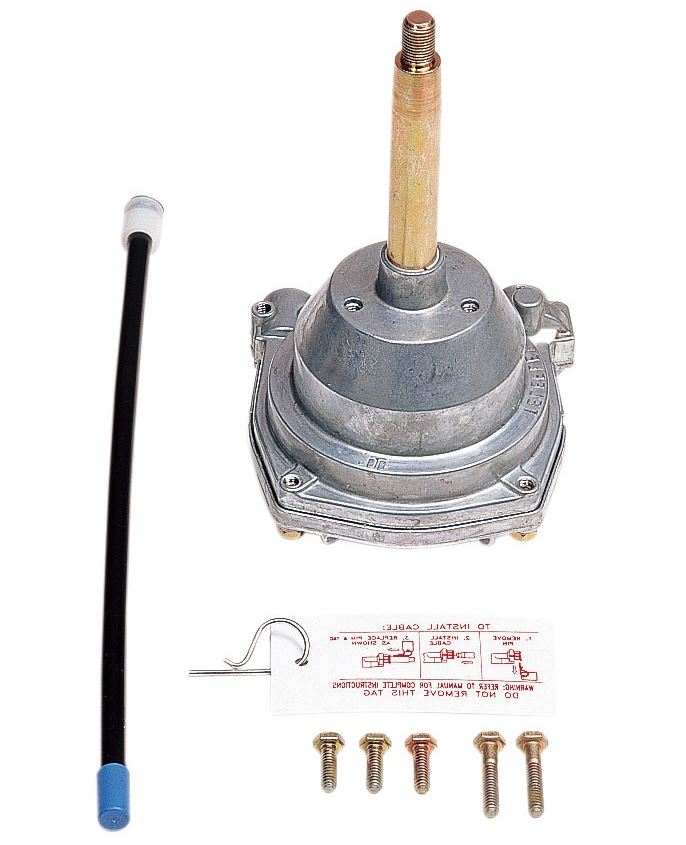 TO INSTALL CABLE:
1. REMOVE PIN
2. INSTALL CABLE
3. REPLACE PIN & TAG AS SHOWN
WARNING: REFER TO MANUAL FOR COMPLETE INSTRUCTIONS
DO NOT REMOVE THIS TAG